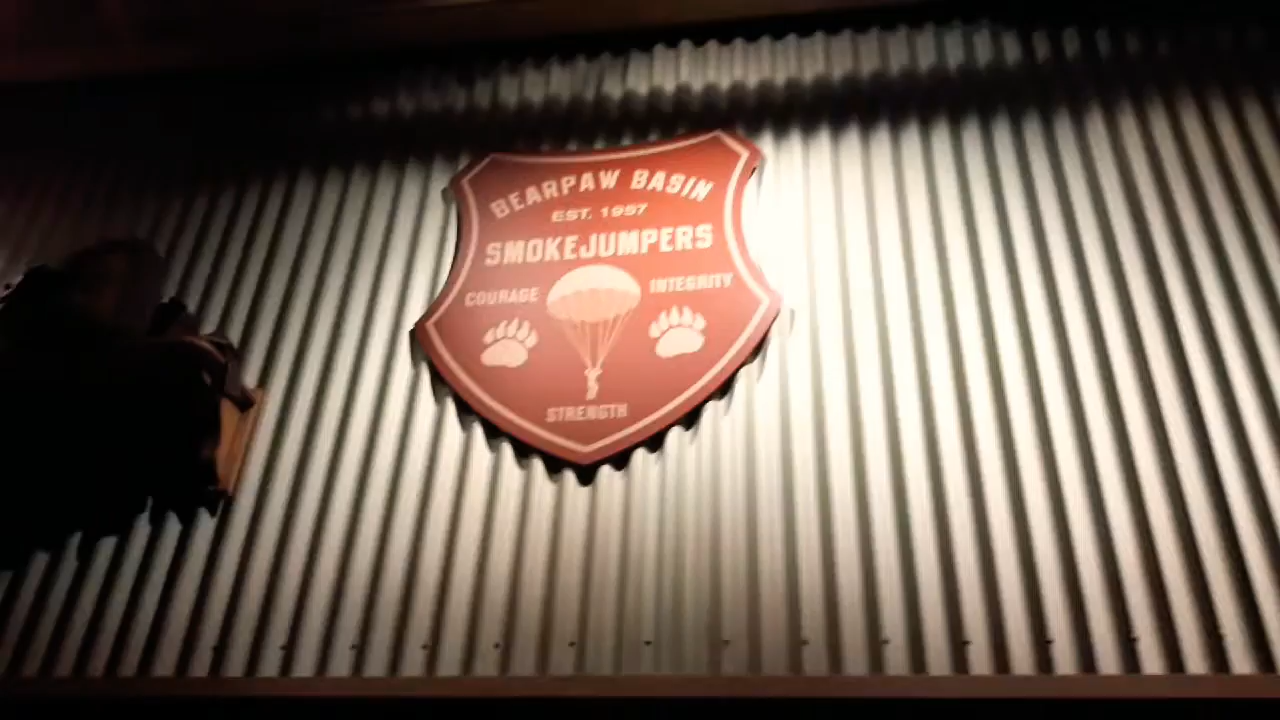 BEARPAW BASIN
EST. 1957
SMOKEJUMPERS
COURAGE INTEGRITY
STRENGTH